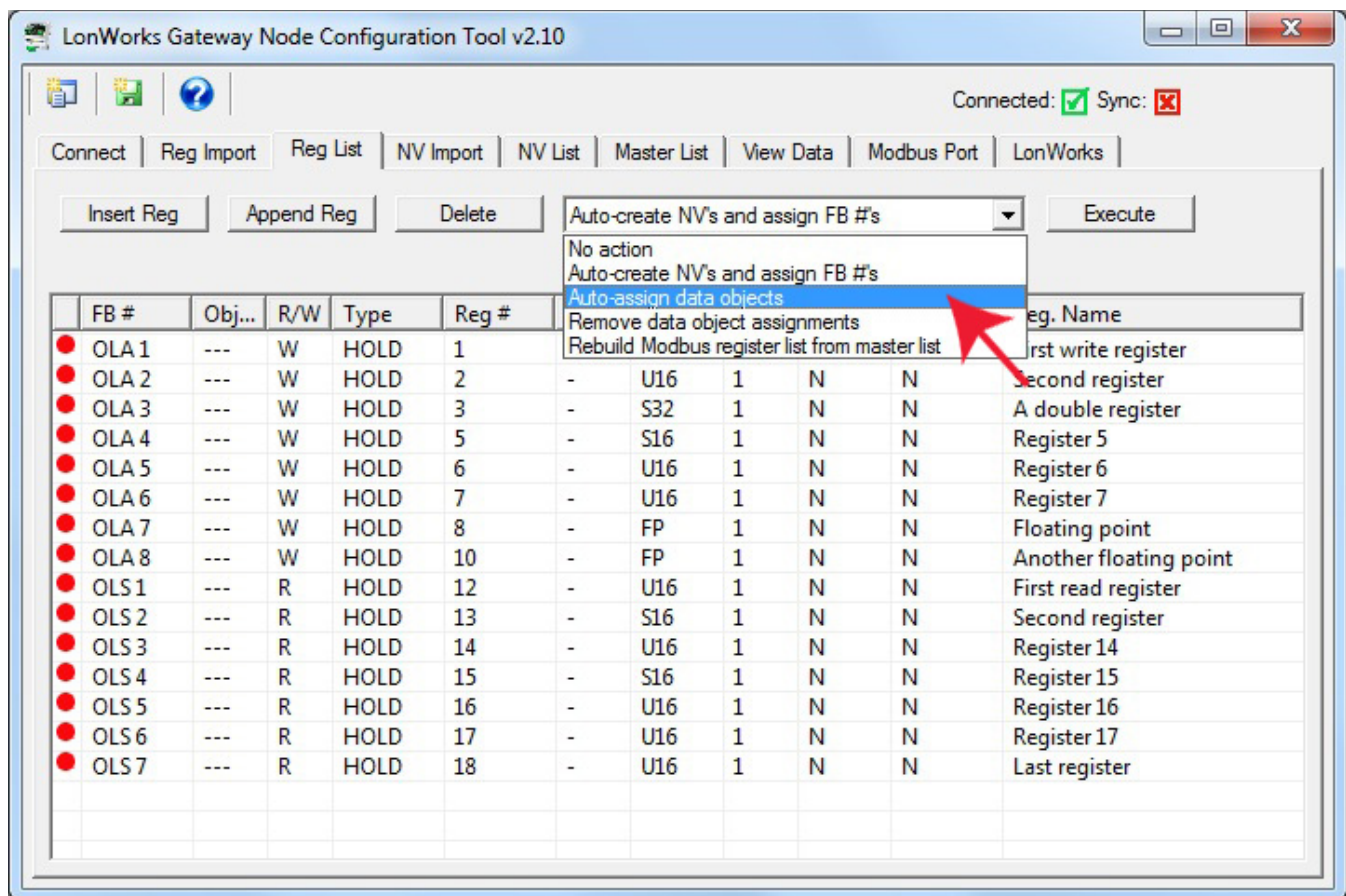 LonWorks Gateway Node Configuration Tool v2.10
Connected: Sync:
Connect Reg Import Reg List NV Import NV List Master List View Data Modbus Port LonWorks
Insert Reg Append Reg Delete Auto-create NV's and assign FB #'s Execute
No action
Auto-create NV's and assign FB #'s
Auto-assign data objects
Remove data object assignments
Rebuild Modbus register list from master list
FB # Obj... R/W Type Reg # eg. Name
OLA 1 --- W HOLD 1 irst write register
OLA 2 --- W HOLD 2 - U16 1 N N Second register
OLA 3 --- W HOLD 3 - S32 1 N N A double register
OLA 4 --- W HOLD 5 - S16 1 N N Register 5
OLA 5 --- W HOLD 6 - U16 1 N N Register 6
OLA 6 --- W HOLD 7 - U16 1 N N Register 7
OLA 7 --- W HOLD 8 - FP 1 N N Floating point
OLA 8 --- W HOLD 10 - FP 1 N N Another floating point
OLS 1 --- R HOLD 12 - U16 1 N N First read register
OLS 2 --- R HOLD 13 - S16 1 N N Second register
OLS 3 --- R HOLD 14 - U16 1 N N Register 14
OLS 4 --- R HOLD 15 - S16 1 N N Register 15
OLS 5 --- R HOLD 16 - U16 1 N N Register 16
OLS 6 --- R HOLD 17 - U16 1 N N Register 17
OLS 7 --- R HOLD 18 - U16 1 N N Last register